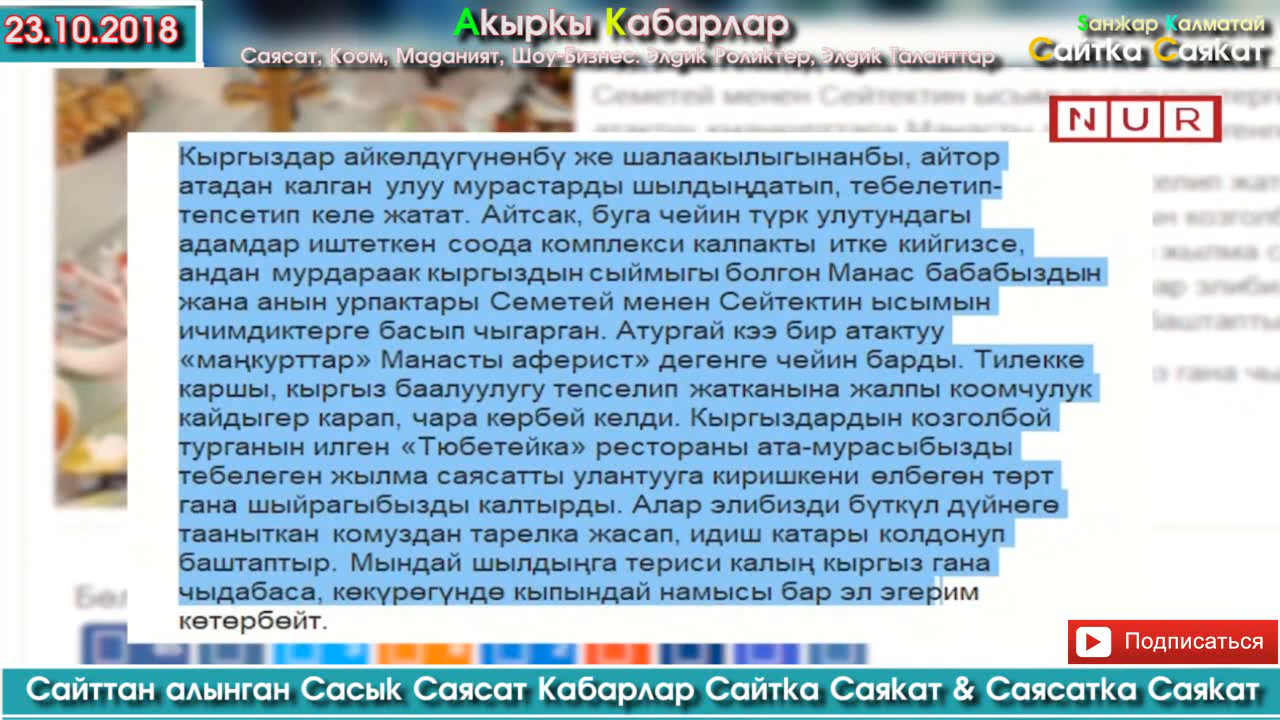 23.10.2018
Акыркы Кабарлар
Саясат, Коом, Маданият, Шоу-Бизнес. Элдик Роликтер, Элдик Таланттар
Sанжар Калматай
Сайтка Саякат
NUR
Кыргыздар айкөлдүгүнөнбү же шалаакылыгынанбы, айтор
атадан калган улуу мурастарды шылдыңдатып, тебелетип-
тепсетип келе жатат. Айтсак, буга чейин түрк улутундагы
адамдар иштеткен соода комплекси калпакты итке кийгизсе,
андан мурдараак кыргыздын сыймыгы болгон Манас бабабыздын
жана анын урпактары Семетей менен Сейтектин ысымын
ичимдиктерге басып чыгарган. Атургай кээ бир атактуу
«маңкурттар» Манасты аферист» дегенге чейин барды. Тилекке
каршы, кыргыз баалуулугу тепселип жатканына жалпы коомчулук
кайдыгер карап, чара көрбөй келди. Кыргыздардын козголбой
турганын илген «Тюбетейка» рестораны ата-мурасыбызды
тебелеген жылма саясатты улантууга киришкени өлбөгөн төрт
гана шыйрагыбызды калтырды. Алар элибизди бүткүл дүйнөгө
тааныткан комуздан тарелка жасап, идиш катары колдонуп
баштаптыр. Мындай шылдыңга териси калың кыргыз гана
чыдабаса, көкүрөгүндө кыпындай намысы бар эл эгерим
көтөрбөйт.
Подписаться
Сайттан алынган Сасык Саясат Кабарлар Сайтка Саякат & Саясатка Саякат